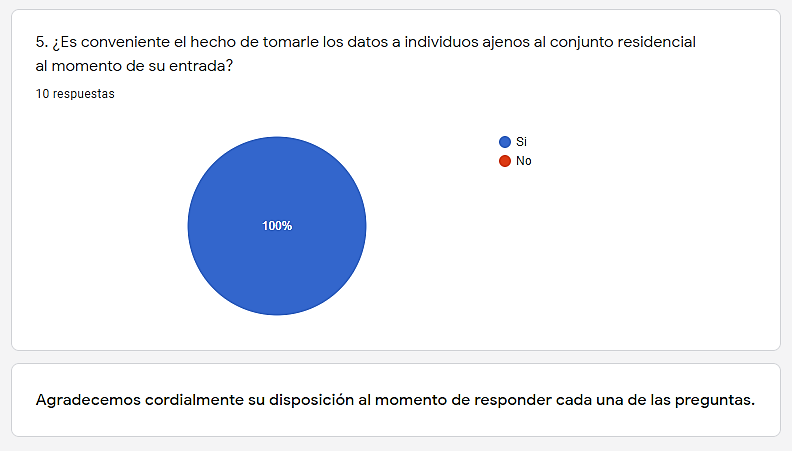 5. ¿Es conveniente el hecho de tomarle los datos a individuos ajenos al conjunto residencial
al momento de su entrada?
10 respuestas
Si
No
100%
Agradecemos cordialmente su disposición al momento de responder cada una de las preguntas.